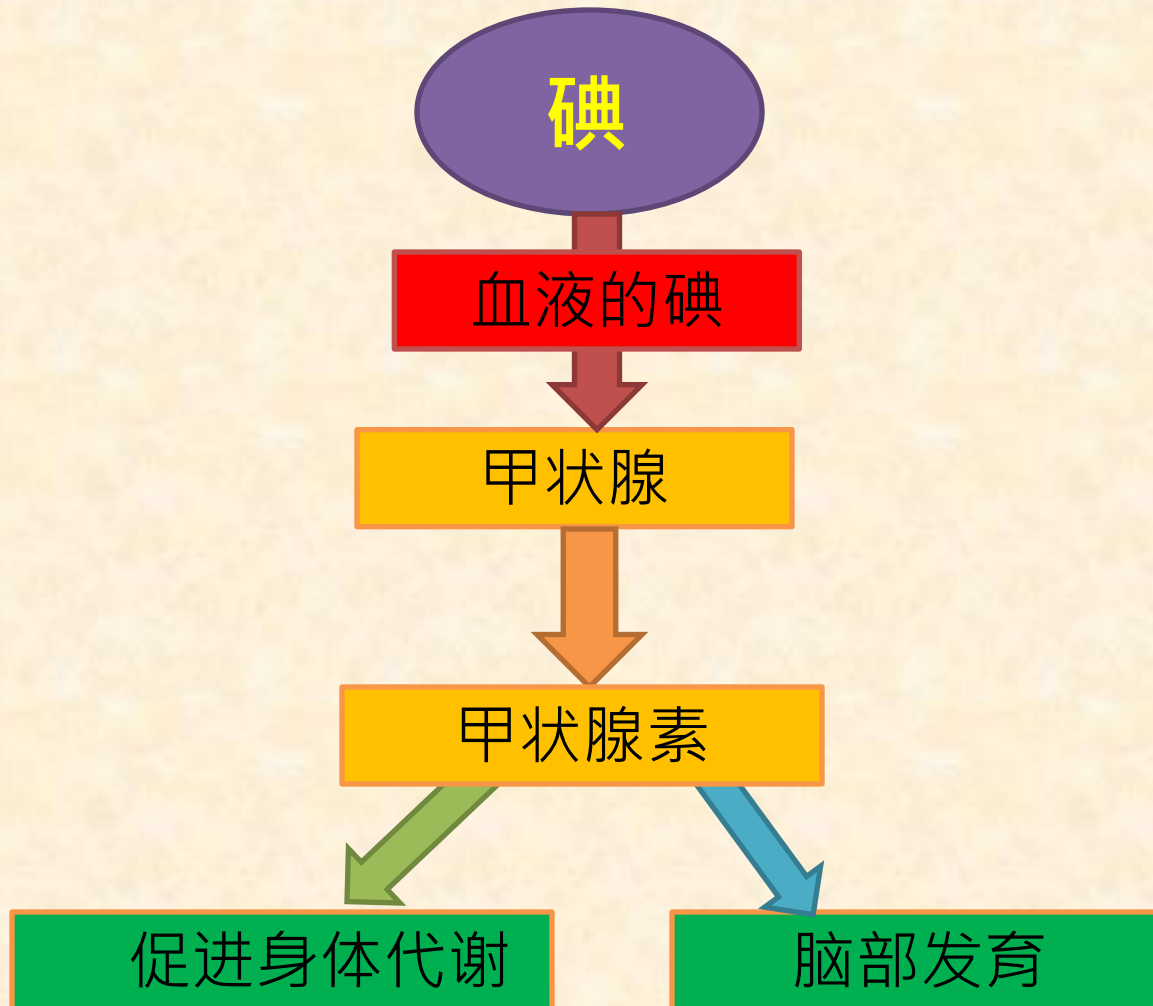 碘
血液的碘
甲状腺
甲状腺素
促进身体代谢
脑部发育